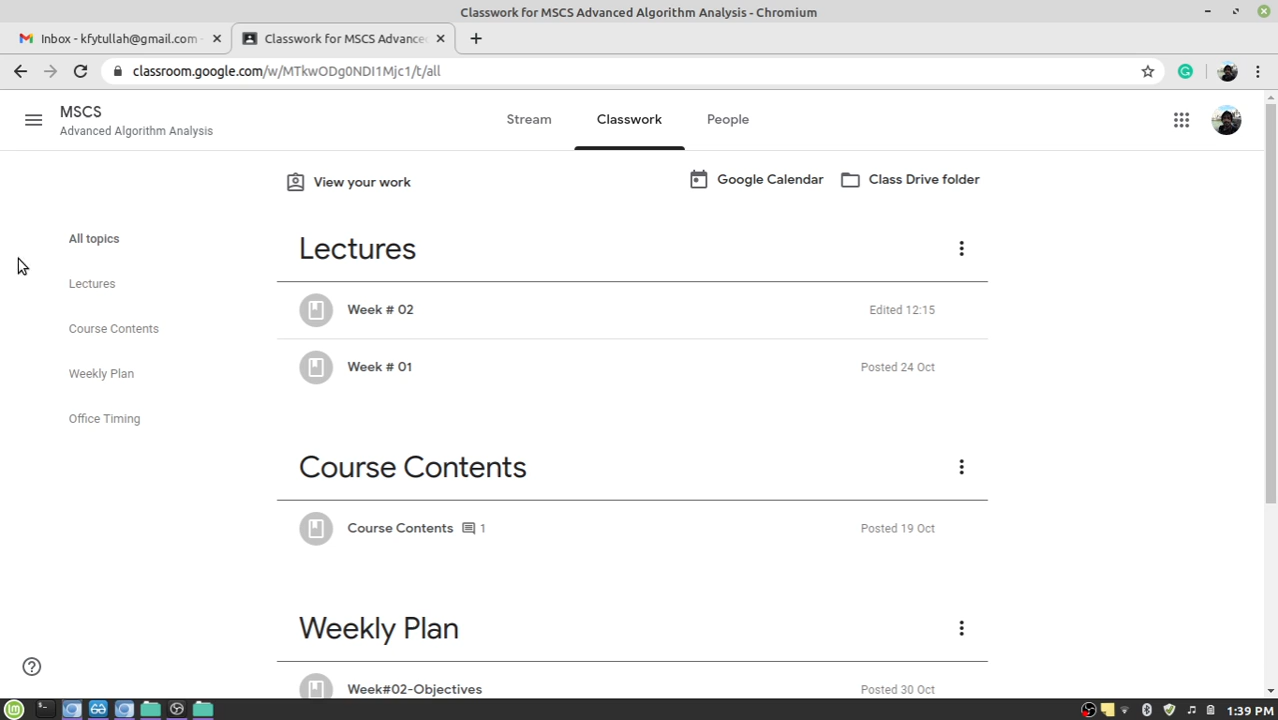 Classwork for MSCS Advanced Algorithm Analysis - Chromium
Inbox - kfytullah@gmail.com -
Classwork for MSCS Advance
classroom.google.com/w/MTkwODg0NDI1Mjc1/t/all
MSCS
Advanced Algorithm Analysis
Stream
Classwork
People
View your work
Google Calendar
Class Drive folder
All topics
Lectures
Course Contents
Weekly Plan
Office Timing
Lectures
Week # 02
Edited 12:15
Week # 01
Posted 24 Oct
Course Contents
Course Contents 1
Posted 19 Oct
Weekly Plan
Week#02-Objectives
Posted 30 Oct
1:39 PM